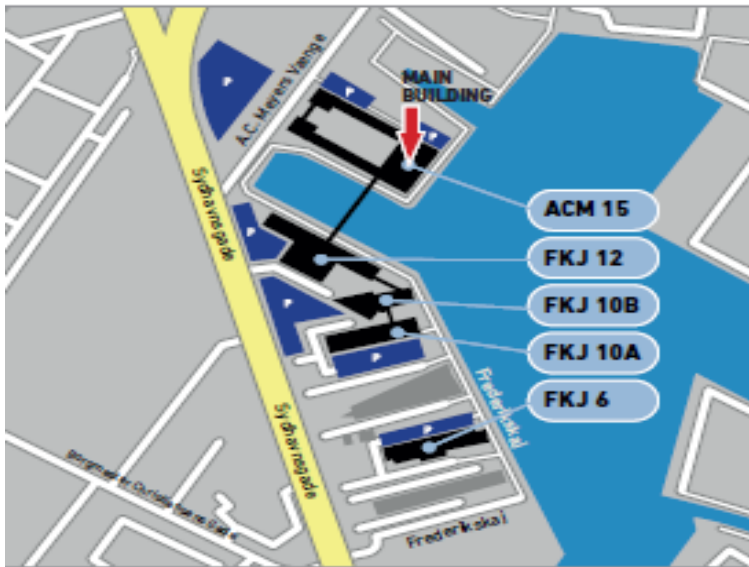 P
A.C. Meyers Vænge
P
MAIN
BUILDING
P
Sydhavnsgade
ACM 15
P
FKJ 12
FKJ 10B
P
FKJ 10A
P
FKJ 6
Frederikskaj
P
Sydhavnsgade
Frederikskaj